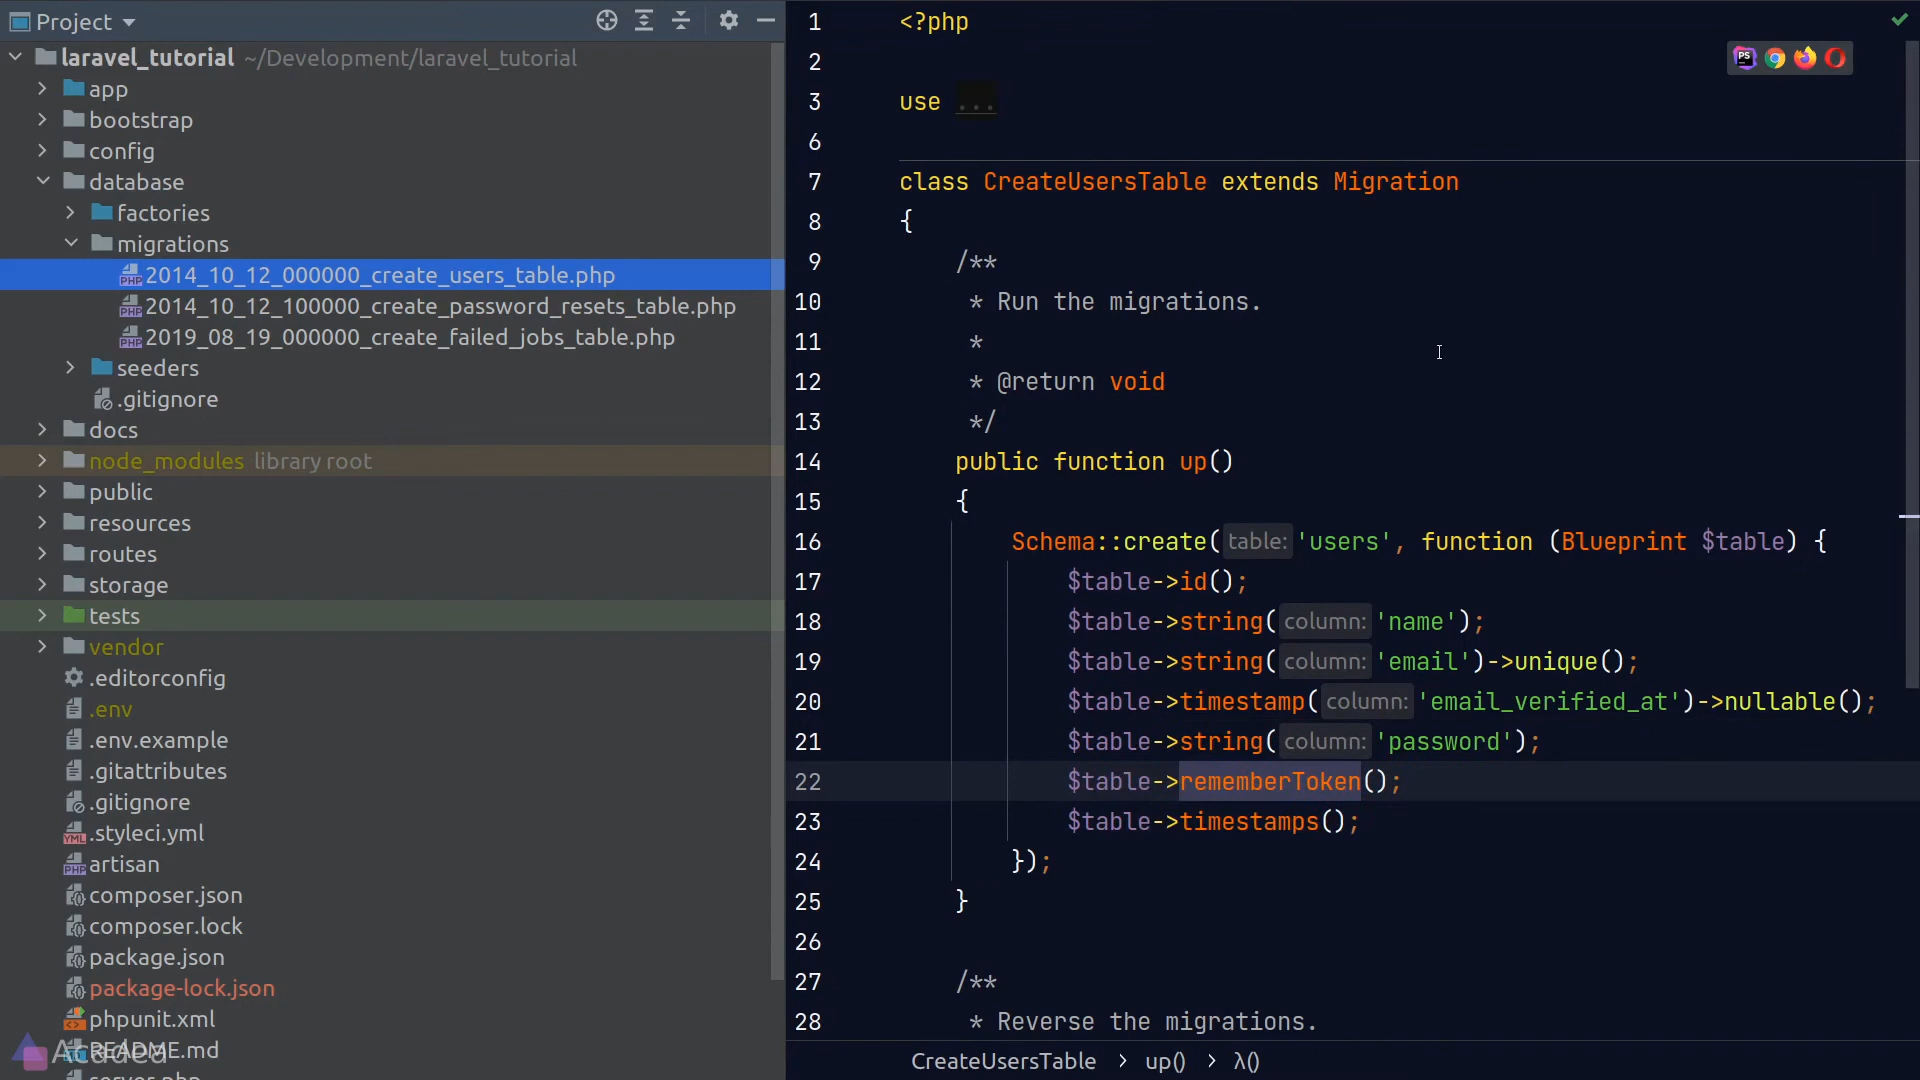 Project
laravel_tutorial ~/Development/laravel_tutorial
app
bootstrap
config
database
factories
migrations
2014_10_12_000000_create_users_table.php
2014_10_12_100000_create_password_resets_table.php
2019_08_19_000000_create_failed_jobs_table.php
seeders
.gitignore
docs
node_modules library root
public
resources
routes
storage
tests
vendor
.editorconfig
.env
.env.example
.gitattributes
.gitignore
.styleci.yml
artisan
composer.json
composer.lock
package.json
package-lock.json
phpunit.xml
README.md
server.php
1 <?php
2
3 use ...
6
7 class CreateUsersTable extends Migration
8 {
9 /**
10 * Run the migrations.
11 *
12 * @return void
13 */
14 public function up()
15 {
16 Schema::create( table: 'users', function (Blueprint $table) {
17 $table->id();
18 $table->string( column: 'name');
19 $table->string( column: 'email')->unique();
20 $table->timestamp( column: 'email_verified_at')->nullable();
21 $table->string( column: 'password');
22 $table->rememberToken();
23 $table->timestamps();
24 });
25 }
26
27 /**
28 * Reverse the migrations.
CreateUsersTable > up() > λ()